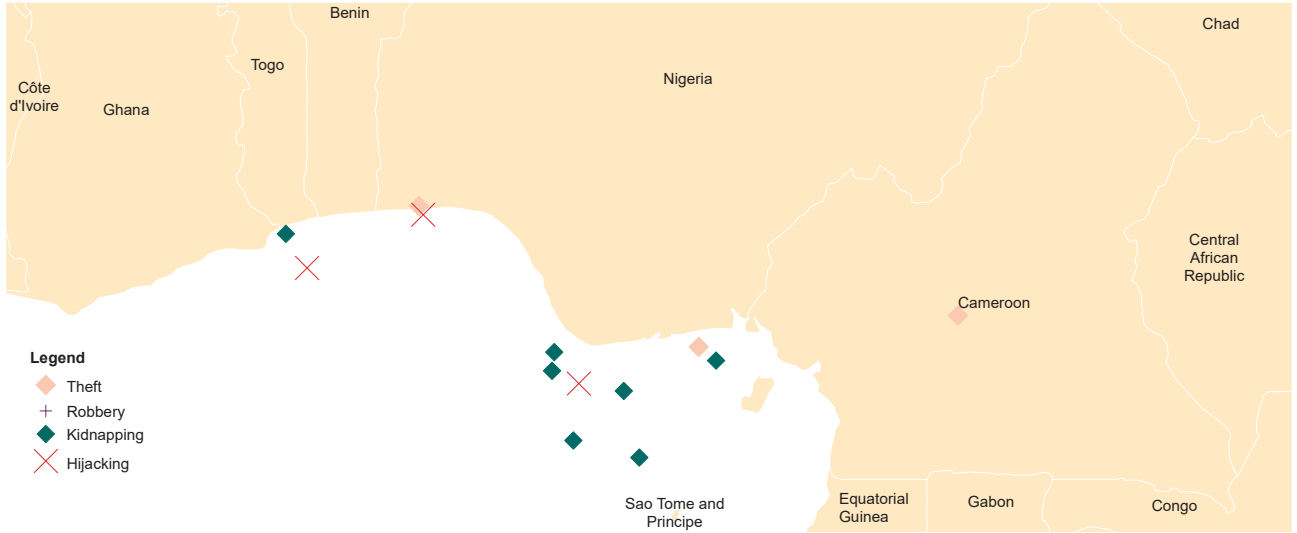 Benin
Chad
Togo
Nigeria
Côte
d'Ivoire
Ghana
Central
African
Republic
Cameroon
Legend
Theft
Robbery
Kidnapping
Hijacking
Sao Tome and
Principe
Equatorial
Guinea
Gabon
Congo